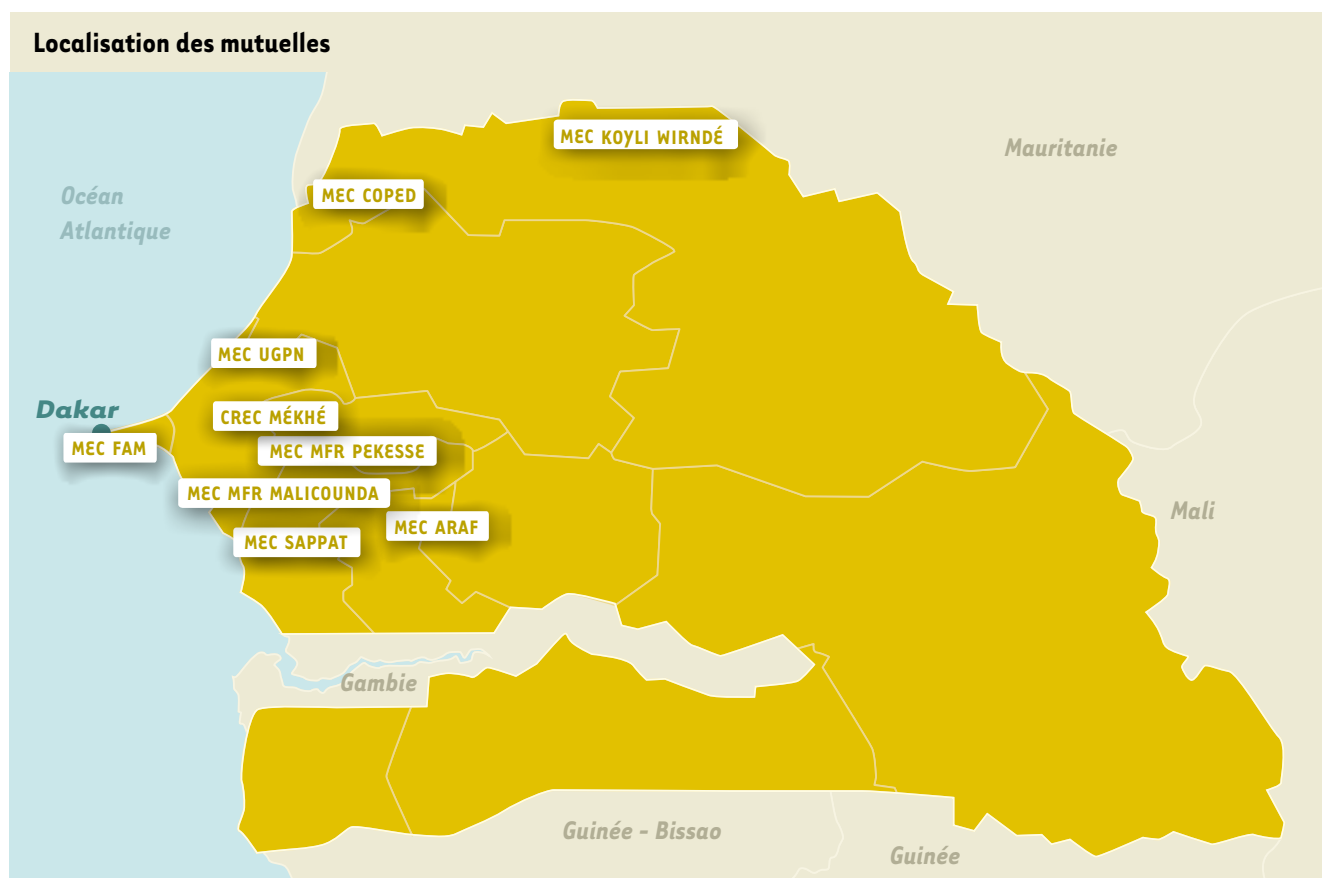 Localisation des mutuelles
MEC KOYLI WIRNDÉ
Mauritanie
MEC COPED
Océan
Atlantique
MEC UGPN
Dakar
CREC MÉKHÉ
MEC FAM
MEC MFR PEKESSE
MEC MFR MALICOUNDA
Mali
MEC ARAF
MEC SAPPAT
Gambie
Guinée - Bissao
Guinée